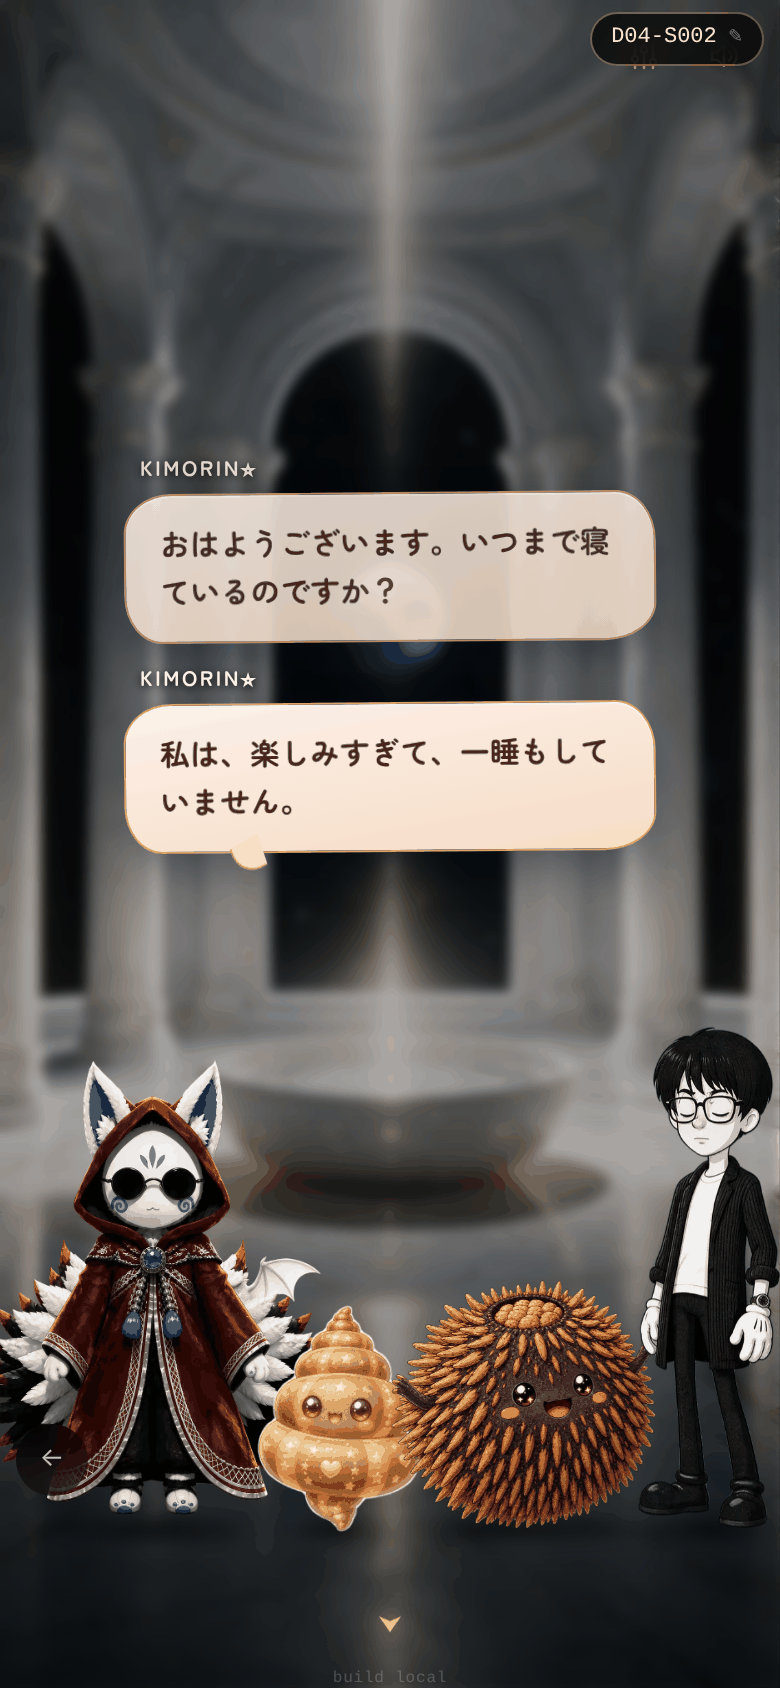 D04-S002 ✎
KIMORIN★
おはようございます。いつまで寝
ているのですか？
KIMORIN★
私は、楽しみすぎて、一睡もして
いません。
build local